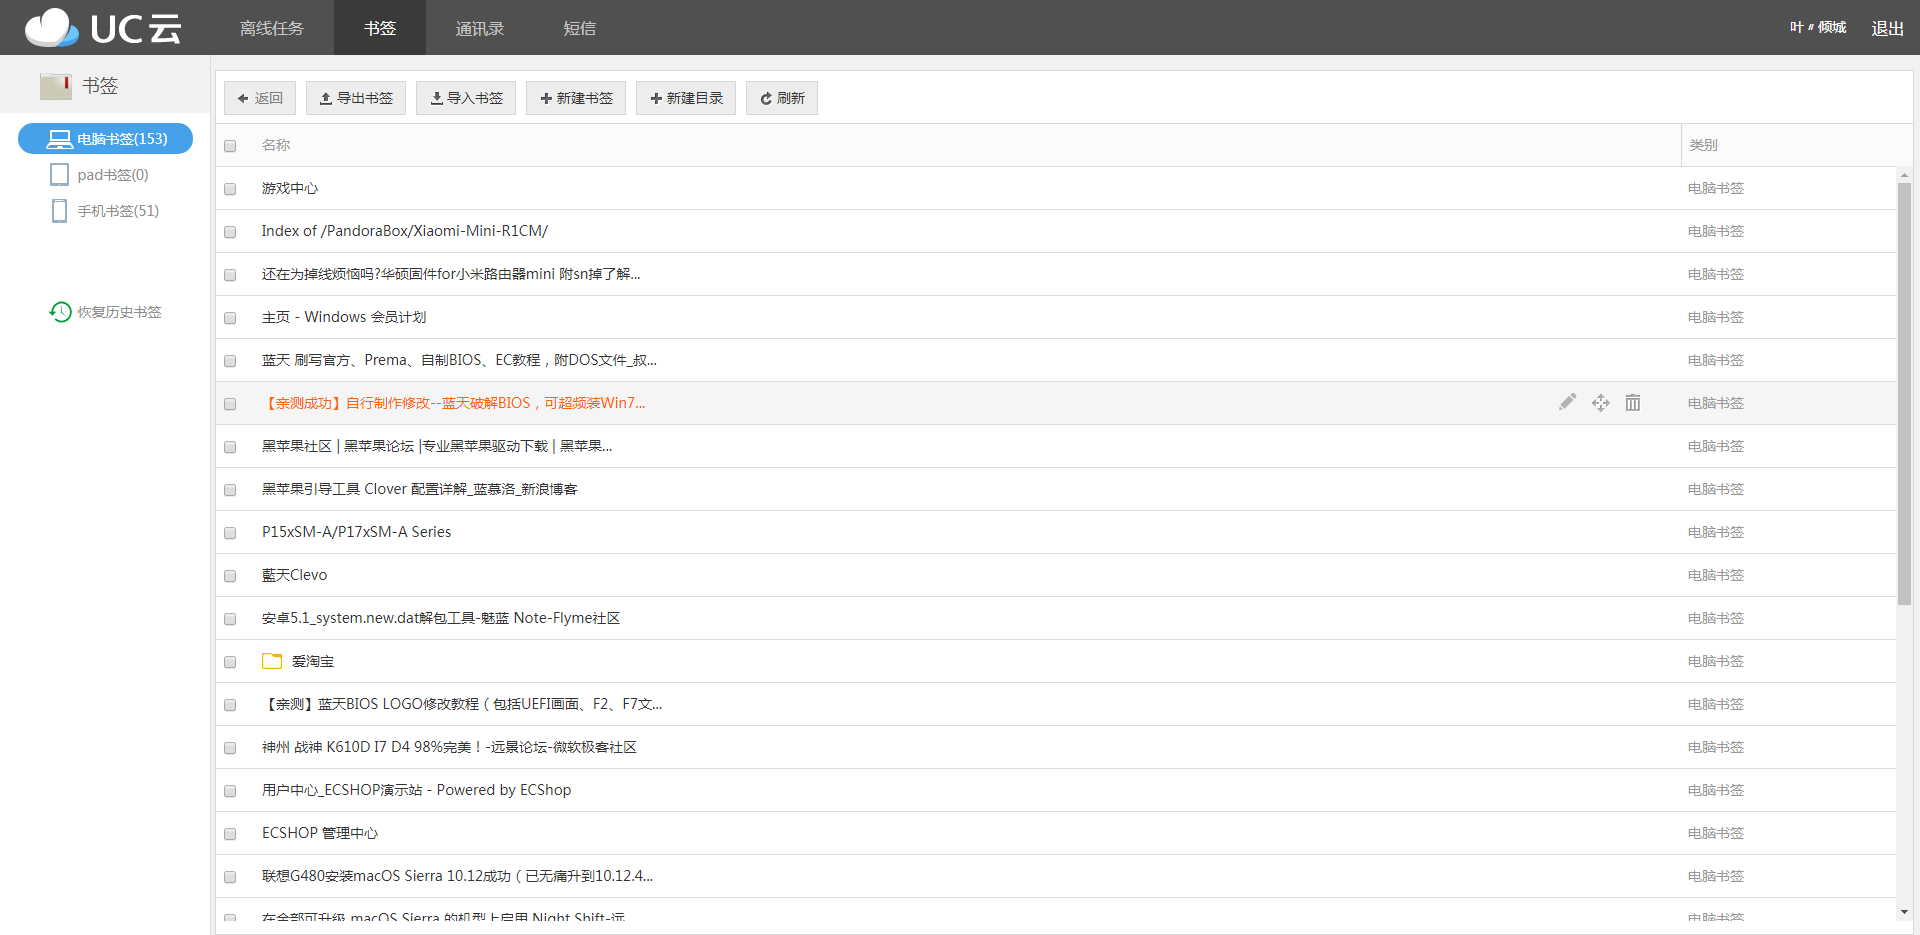 UC云 离线任务 书签 通讯录 短信 叶〃倾城 退出
书签
电脑书签(153)
pad书签(0)
手机书签(51)
恢复历史书签
返回 导出书签 导入书签 新建书签 新建目录 刷新
名称 类别
游戏中心 电脑书签
Index of /PandoraBox/Xiaomi-Mini-R1CM/ 电脑书签
还在为掉线烦恼吗?华硕固件for小米路由器mini 附sn掉了解... 电脑书签
主页 - Windows 会员计划 电脑书签
蓝天 刷写官方、Prema、自制BIOS、EC教程，附DOS文件_叔... 电脑书签
【亲测成功】自行制作修改--蓝天破解BIOS，可超频装Win7... 电脑书签
黑苹果社区 | 黑苹果论坛 |专业黑苹果驱动下载 | 黑苹果... 电脑书签
黑苹果引导工具 Clover 配置详解_蓝慕洛_新浪博客 电脑书签
P15xSM-A/P17xSM-A Series 电脑书签
藍天Clevo 电脑书签
安卓5.1_system.new.dat解包工具-魅蓝 Note-Flyme社区 电脑书签
爱淘宝 电脑书签
【亲测】蓝天BIOS LOGO修改教程（包括UEFI画面、F2、F7文... 电脑书签
神州 战神 K610D I7 D4 98%完美！-远景论坛-微软极客社区 电脑书签
用户中心_ECSHOP演示站 - Powered by ECShop 电脑书签
ECSHOP 管理中心 电脑书签
联想G480安装macOS Sierra 10.12成功（已无痛升到10.12.4... 电脑书签
在全部可升级 macOS Sierra 的机型上启用 Night Shift-远... 电脑书签